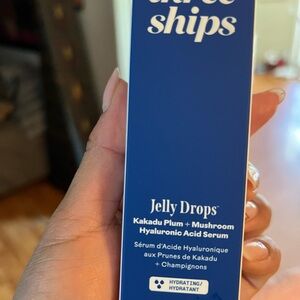 three
ships
Jelly Drops™
Kakadu Plum + Mushroom
Hyaluronic Acid Serum
Sérum d'Acide Hyaluronique
aux Prunes de Kakadu
+ Champignons
HYDRATING/
HYDRATANT